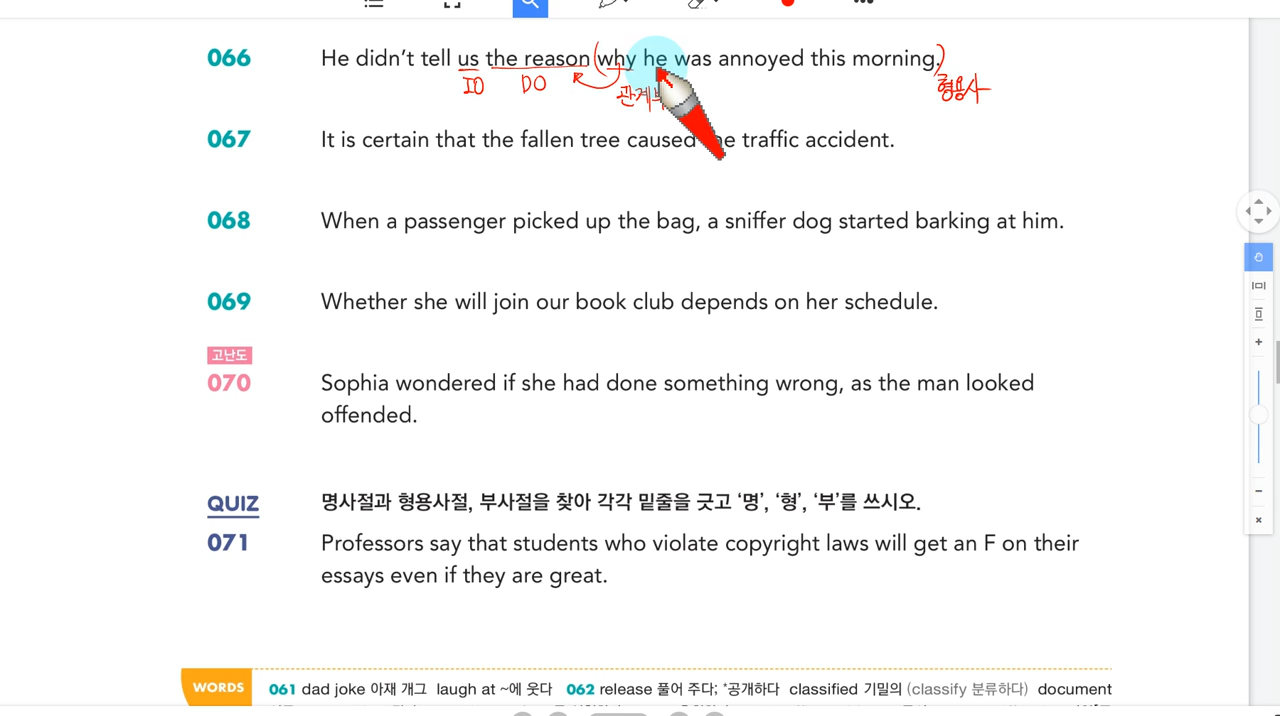 066 He didn't tell us the reason (why he was annoyed this morning.)
IO DO 관계부 형용사
067 It is certain that the fallen tree caused the traffic accident.
068 When a passenger picked up the bag, a sniffer dog started barking at him.
069 Whether she will join our book club depends on her schedule.
고난도
070 Sophia wondered if she had done something wrong, as the man looked
offended.
QUIZ 명사절과 형용사절, 부사절을 찾아 각각 밑줄을 긋고 ‘명’, ‘형’, ‘부’를 쓰시오.
071 Professors say that students who violate copyright laws will get an F on their
essays even if they are great.
WORDS 061 dad joke 아재 개그 laugh at ~에 웃다 062 release 풀어 주다; *공개하다 classified 기밀의 (classify 분류하다) document